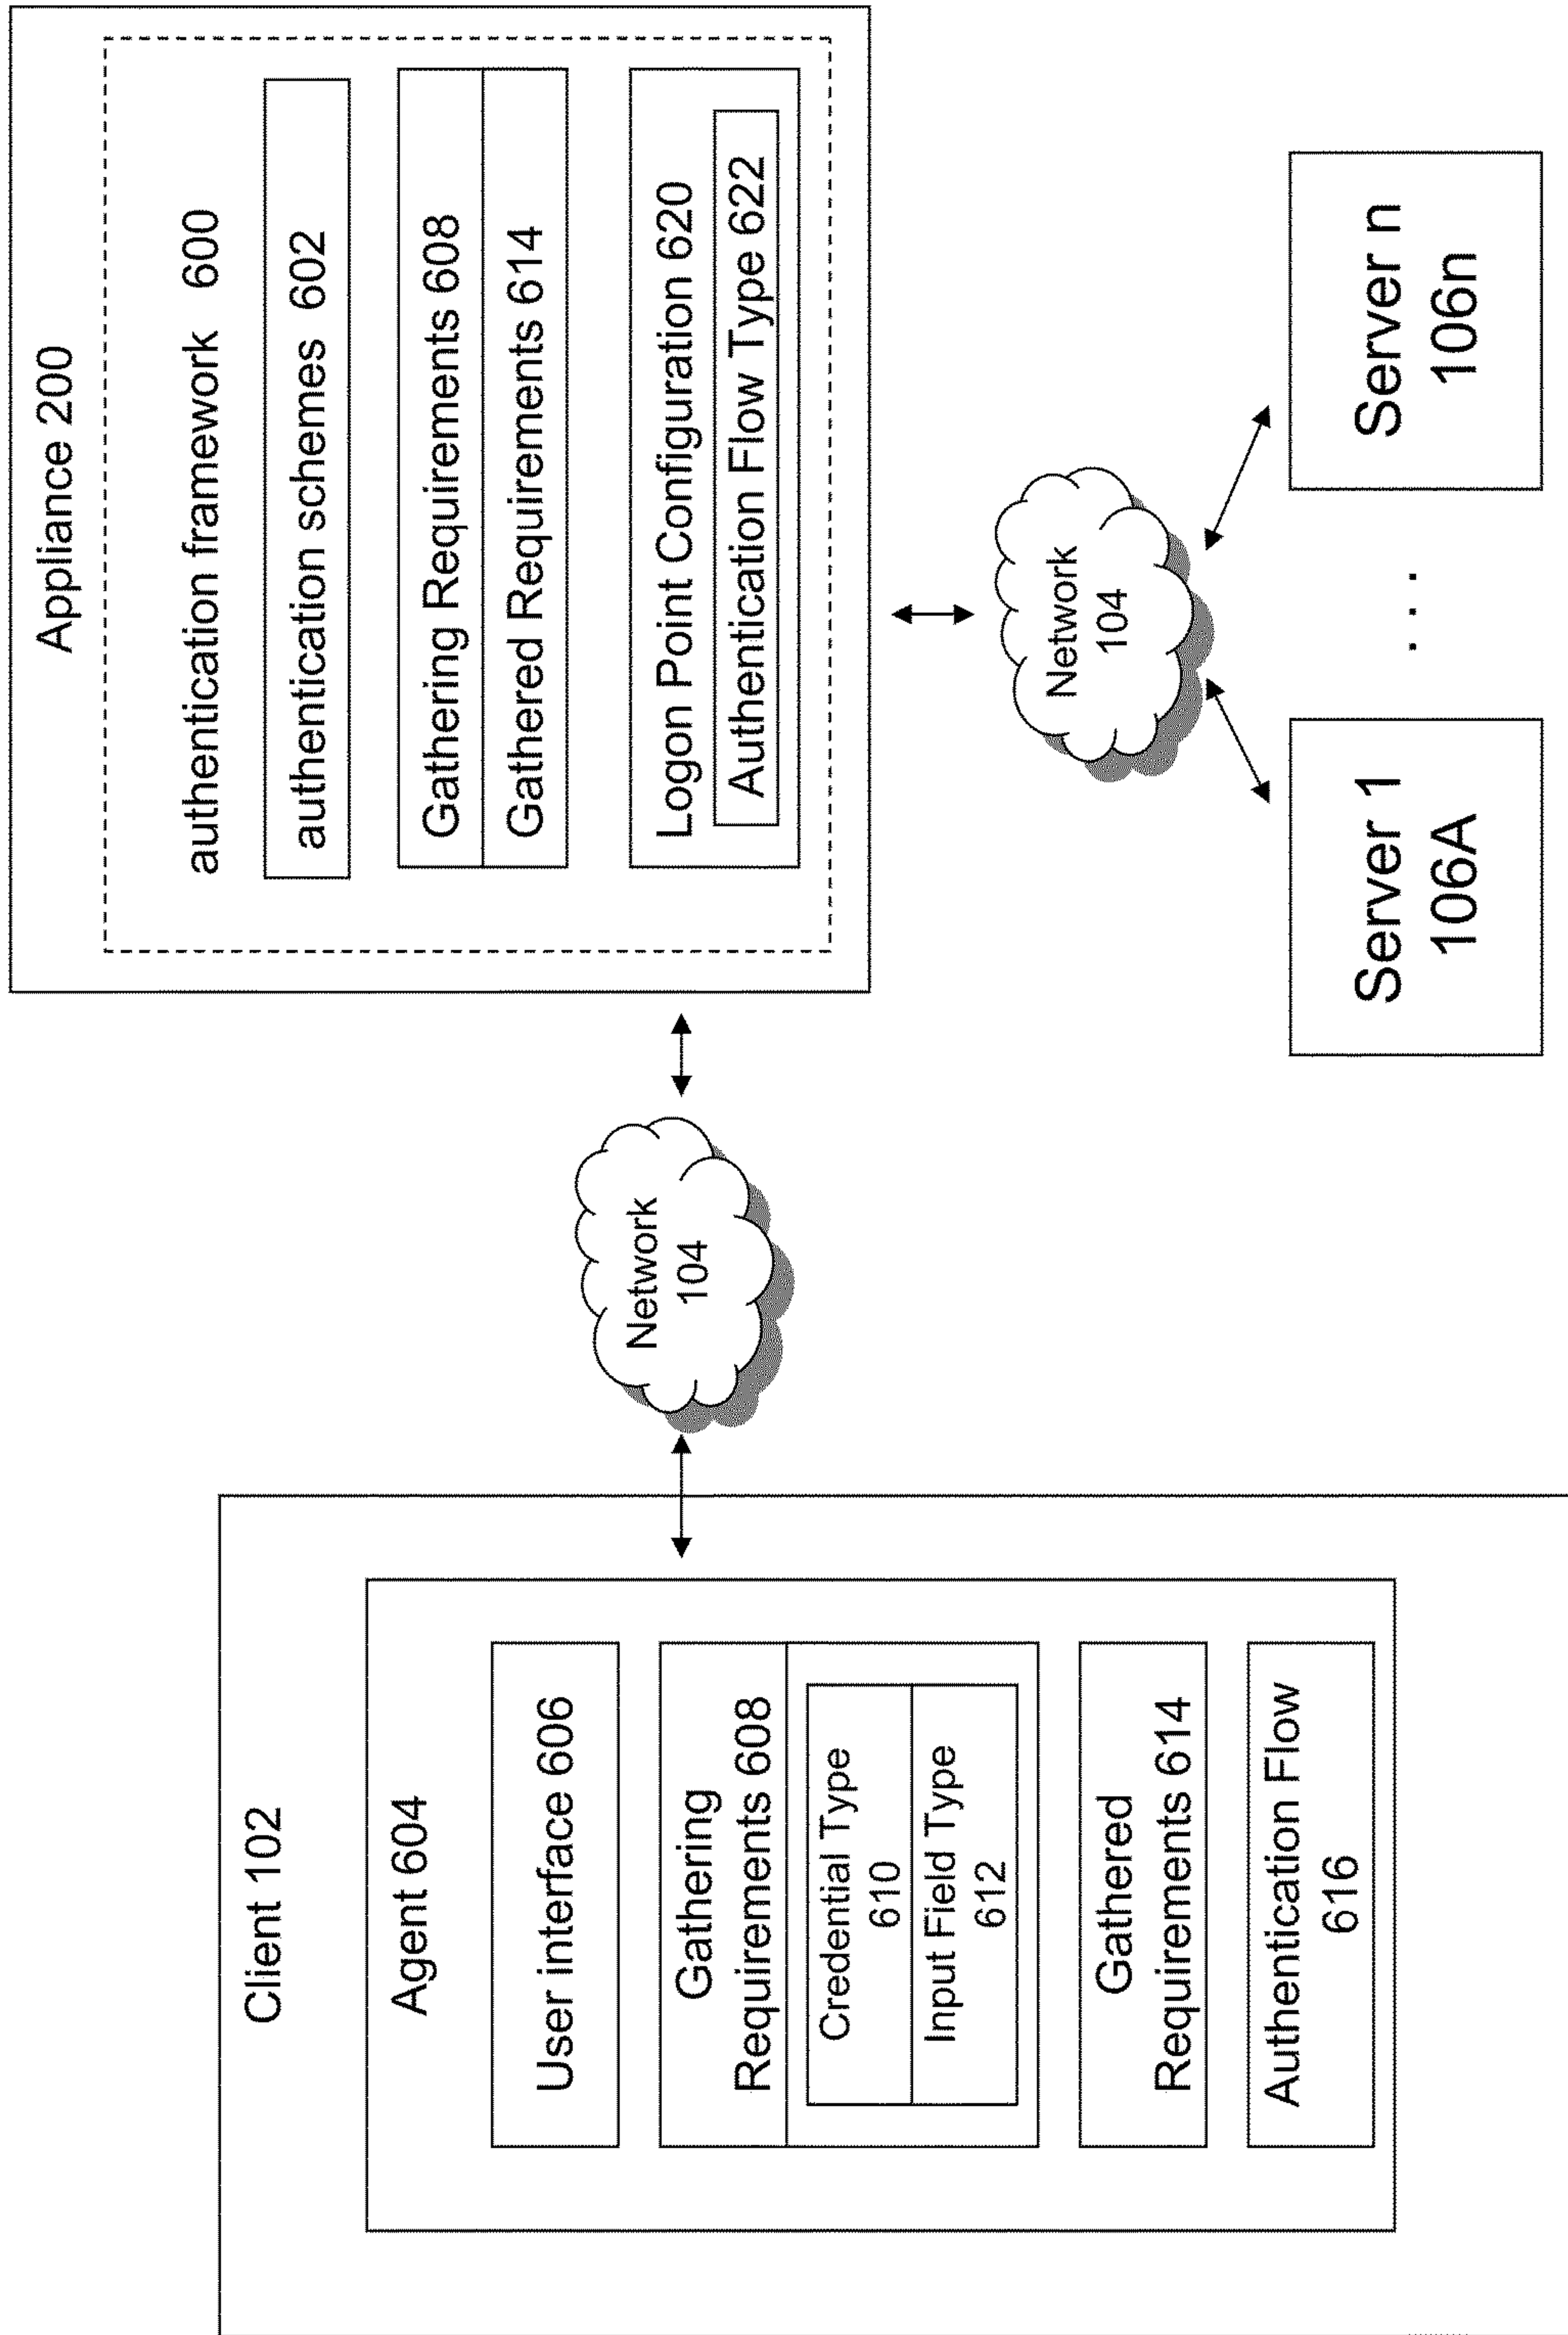 Client 102
Agent 604
User interface 606
Gathering
Requirements 608
Credential Type
610
Input Field Type
612
Gathered
Requirements 614
Authentication Flow
616
Network
104
Appliance 200
authentication framework 600
authentication schemes 602
Gathering Requirements 608
Gathered Requirements 614
Logon Point Configuration 620
Authentication Flow Type 622
Network
104
Server 1
106A
. . .
Server n
106n